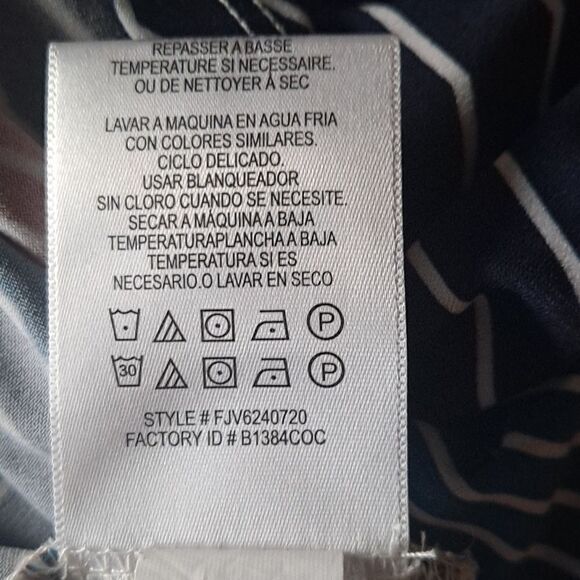 REPASSER A BASSE
TEMPERATURE SI NECESSAIRE.
OU DE NETTOYER À SEC
LAVAR A MAQUINA EN AGUA FRIA
CON COLORES SIMILARES.
CICLO DELICADO.
USAR BLANQUEADOR
SIN CLORO CUANDO SE NECESITE.
SECAR A MÁQUINA A BAJA
TEMPERATURAPLANCHA A BAJA
TEMPERATURA SI ES
NECESARIO.O LAVAR EN SECO
P
30 P
STYLE # FJV6240720
FACTORY ID # B1384COC